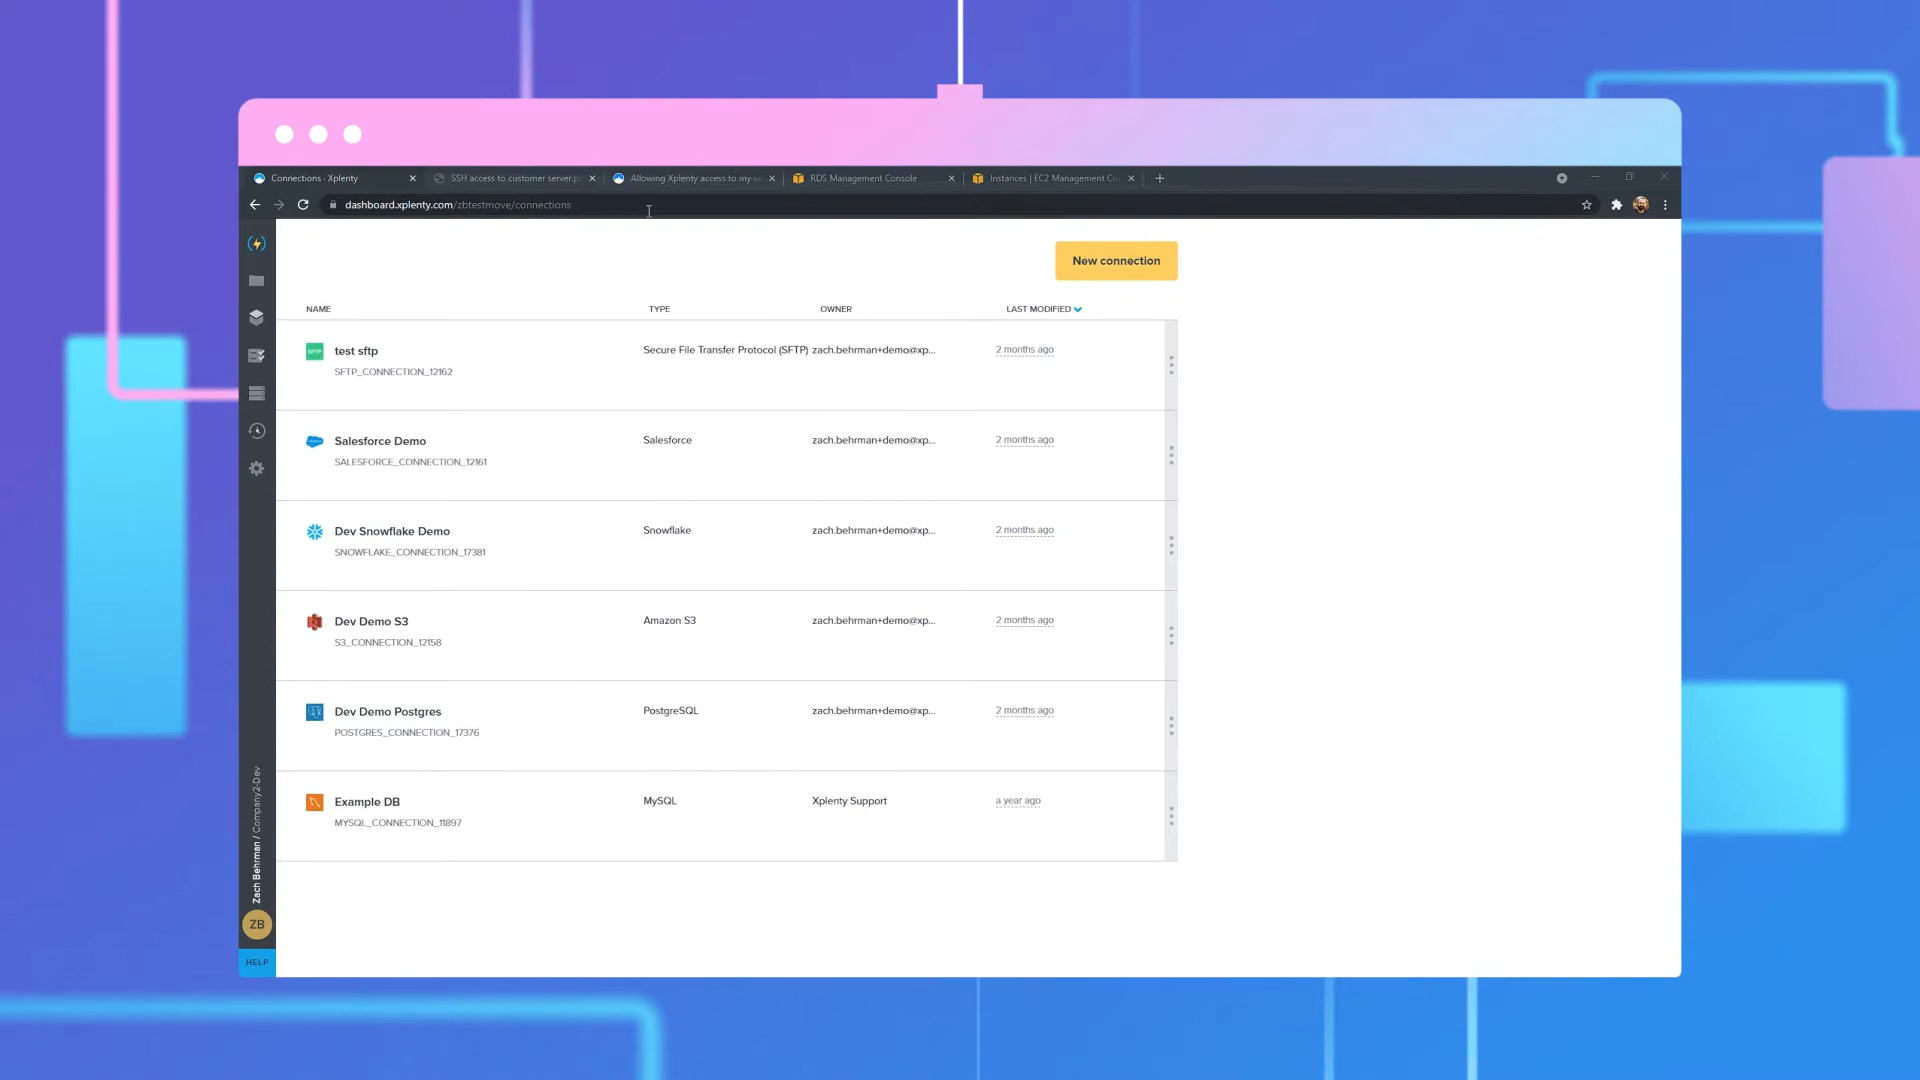 Connections · Xplenty
SSH access to customer server.p
Allowing Xplenty access to my se
RDS Management Console
Instances | EC2 Management Co
dashboard.xplenty.com/zbtestmove/connections
New connection
NAME TYPE OWNER LAST MODIFIED
SFTP
test sftp Secure File Transfer Protocol (SFTP) zach.behrman+demo@xp... 2 months ago
SFTP_CONNECTION_12162
Salesforce Demo Salesforce zach.behrman+demo@xp... 2 months ago
SALESFORCE_CONNECTION_12161
Dev Snowflake Demo Snowflake zach.behrman+demo@xp... 2 months ago
SNOWFLAKE_CONNECTION_17381
Dev Demo S3 Amazon S3 zach.behrman+demo@xp... 2 months ago
S3_CONNECTION_12158
Dev Demo Postgres PostgreSQL zach.behrman+demo@xp... 2 months ago
POSTGRES_CONNECTION_17376
Example DB MySQL Xplenty Support a year ago
MYSQL_CONNECTION_11897
Zach Behrman / Company2-Dev
ZB
HELP